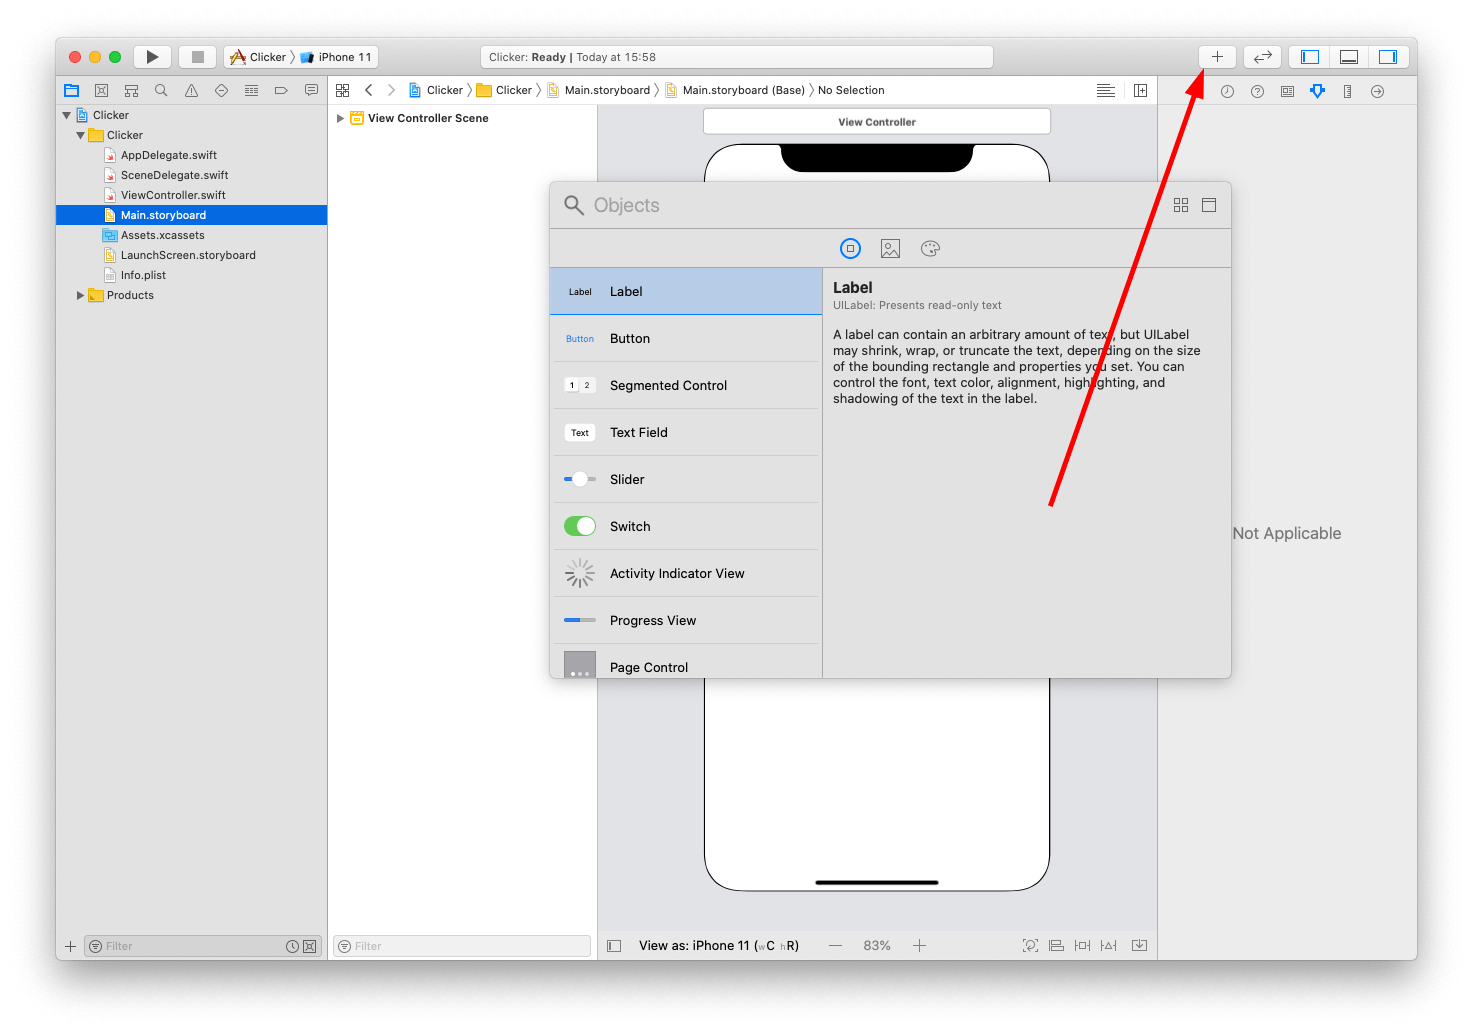 Clicker 〉 iPhone 11
Clicker: Ready | Today at 15:58
Clicker 〉 Clicker 〉 Main.storyboard 〉 Main.storyboard (Base) 〉 No Selection
Clicker
Clicker
AppDelegate.swift
SceneDelegate.swift
ViewController.swift
Main.storyboard
Assets.xcassets
LaunchScreen.storyboard
Info.plist
Products
View Controller Scene
View Controller
Objects
Label Label
Button Button
1 2 Segmented Control
Text Text Field
Slider
Switch
Activity Indicator View
Progress View
Page Control
Label
UILabel: Presents read-only text
A label can contain an arbitrary amount of text, but UILabel
may shrink, wrap, or truncate the text, depending on the size
of the bounding rectangle and properties you set. You can
control the font, text color, alignment, highlighting, and
shadowing of the text in the label.
Not Applicable
Filter
Filter
View as: iPhone 11 (wC hR)
83%